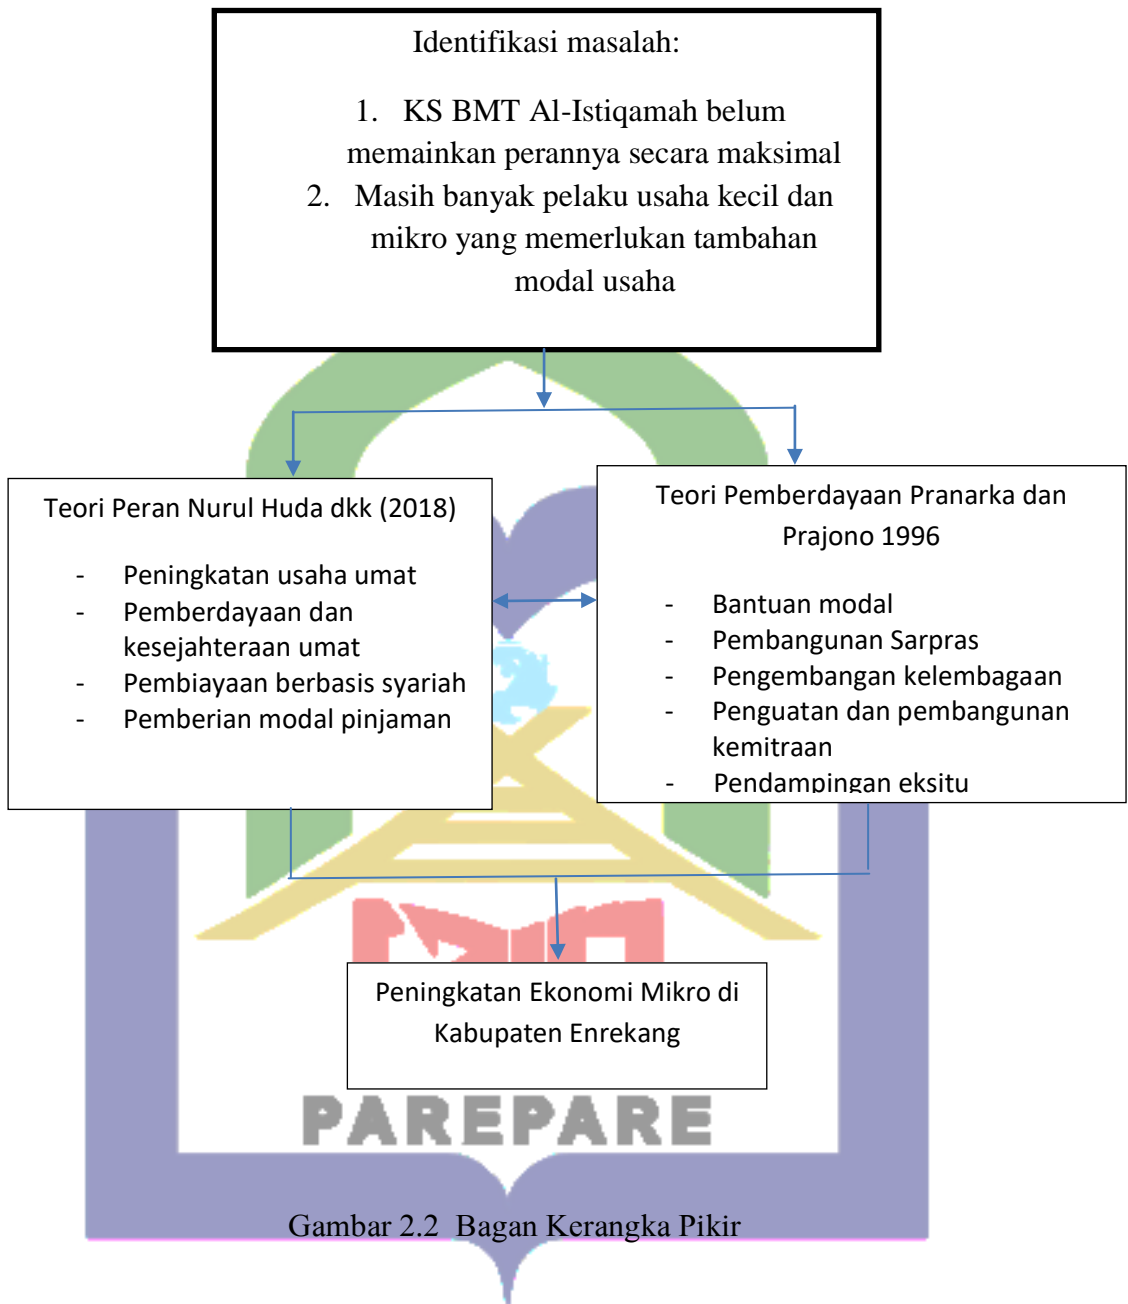 Identifikasi masalah:
1. KS BMT Al-Istiqamah belum
memainkan perannya secara maksimal
2. Masih banyak pelaku usaha kecil dan
mikro yang memerlukan tambahan
modal usaha
Teori Peran Nurul Huda dkk (2018)
- Peningkatan usaha umat
- Pemberdayaan dan
kesejahteraan umat
- Pembiayaan berbasis syariah
- Pemberian modal pinjaman
Teori Pemberdayaan Pranarka dan
Prajono 1996
- Bantuan modal
- Pembangunan Sarpras
- Pengembangan kelembagaan
- Penguatan dan pembangunan
kemitraan
- Pendampingan eksitu
Peningkatan Ekonomi Mikro di
Kabupaten Enrekang
PAREPARE
Gambar 2.2 Bagan Kerangka Pikir